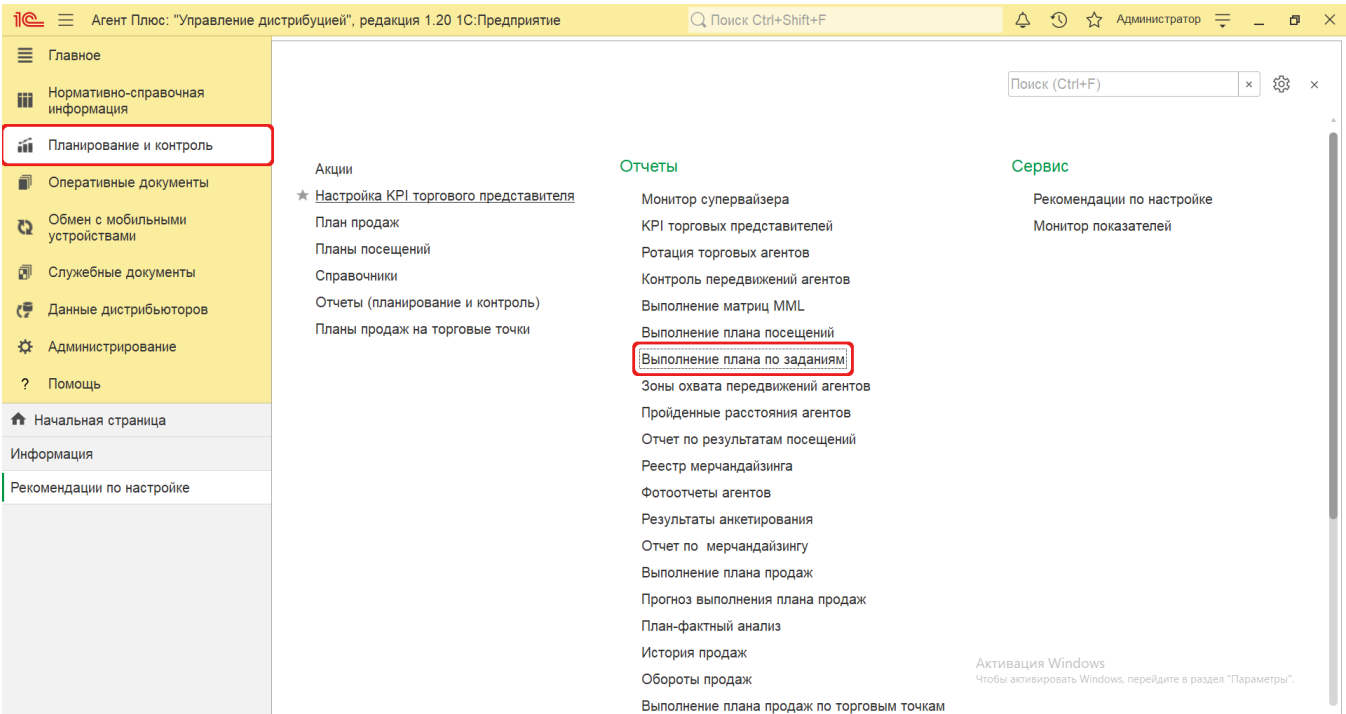 1С Агент Плюс: "Управление дистрибуцией", редакция 1.20 1С:Предприятие
Поиск Ctrl+Shift+F
Администратор
Главное
Нормативно-справочная
информация
Планирование и контроль
Оперативные документы
Обмен с мобильными
устройствами
Служебные документы
Данные дистрибьюторов
Администрирование
? Помощь
Начальная страница
Информация
Рекомендации по настройке
Поиск (Ctrl+F)
Акции
Настройка KPI торгового представителя
План продаж
Планы посещений
Справочники
Отчеты (планирование и контроль)
Планы продаж на торговые точки
Отчеты
Монитор супервайзера
KPI торговых представителей
Ротация торговых агентов
Контроль передвижений агентов
Выполнение матриц MML
Выполнение плана посещений
Выполнение плана по заданиям
Зоны охвата передвижений агентов
Пройденные расстояния агентов
Отчет по результатам посещений
Реестр мерчандайзинга
Фотоотчеты агентов
Результаты анкетирования
Отчет по мерчандайзингу
Выполнение плана продаж
Прогноз выполнения плана продаж
План-фактный анализ
История продаж
Обороты продаж
Выполнение плана продаж по торговым точкам
Сервис
Рекомендации по настройке
Монитор показателей
Активация Windows
Чтобы активировать Windows, перейдите в раздел "Параметры".